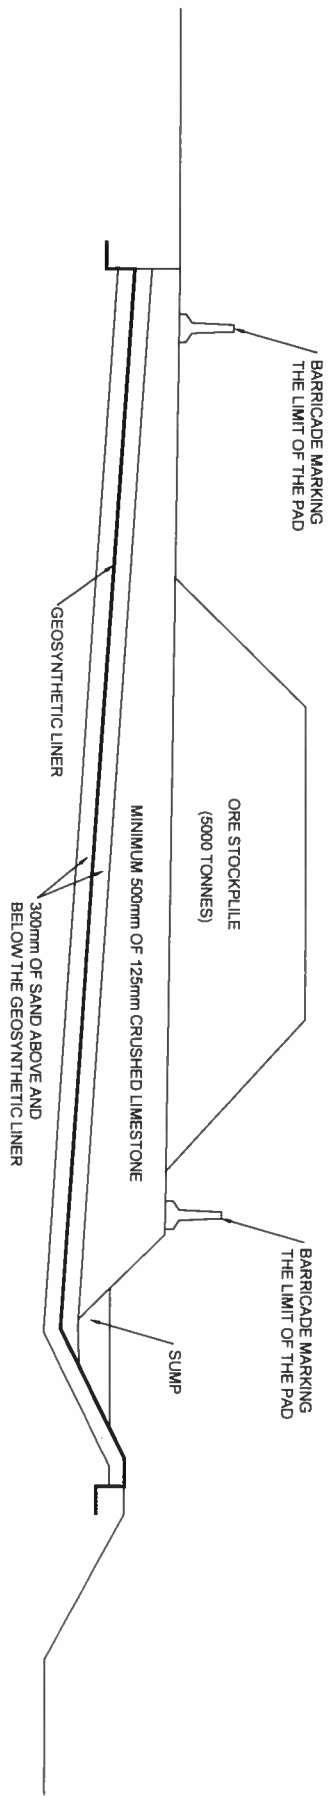 BARRICADE MARKING
THE LIMIT OF THE PAD
GEOSYNTHETIC LINER
ORE STOCKPLILE
(5000 TONNES)
MINIMUM 500mm OF 125mm CRUSHED LIMESTONE
300mm OF SAND ABOVE AND
BELOW THE GEOSYNTHETIC LINER
BARRICADE MARKING
THE LIMIT OF THE PAD
SUMP